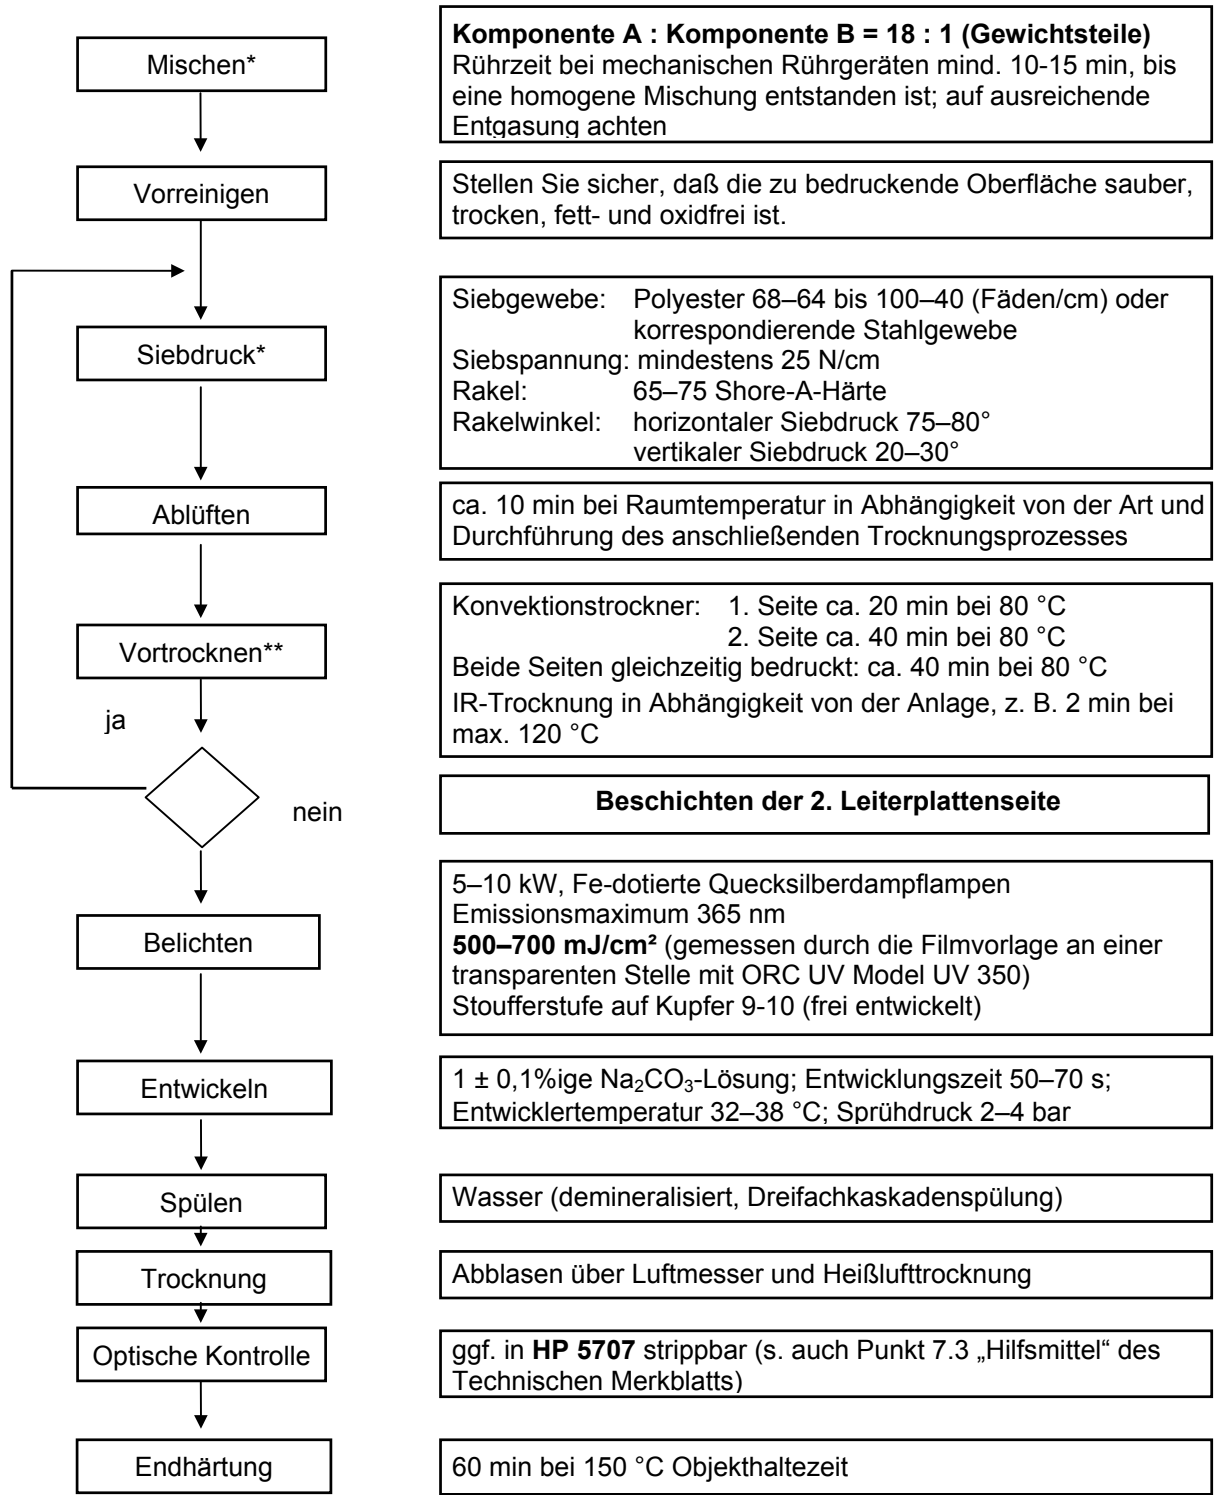 Mischen*
Komponente A : Komponente B = 18 : 1 (Gewichtsteile)
Rührzeit bei mechanischen Rührgeräten mind. 10-15 min, bis
eine homogene Mischung entstanden ist; auf ausreichende
Entgasung achten
Vorreinigen
Stellen Sie sicher, daß die zu bedruckende Oberfläche sauber,
trocken, fett- und oxidfrei ist.
Siebdruck*
Siebgewebe: Polyester 68–64 bis 100–40 (Fäden/cm) oder
korrespondierende Stahlgewebe
Siebspannung: mindestens 25 N/cm
Rakel: 65–75 Shore-A-Härte
Rakelwinkel: horizontaler Siebdruck 75–80°
vertikaler Siebdruck 20–30°
Ablüften
ca. 10 min bei Raumtemperatur in Abhängigkeit von der Art und
Durchführung des anschließenden Trocknungsprozesses
Vortrocknen**
Konvektionstrockner: 1. Seite ca. 20 min bei 80 °C
2. Seite ca. 40 min bei 80 °C
Beide Seiten gleichzeitig bedruckt: ca. 40 min bei 80 °C
IR-Trocknung in Abhängigkeit von der Anlage, z. B. 2 min bei
max. 120 °C
ja
nein
Beschichten der 2. Leiterplattenseite
Belichten
5–10 kW, Fe-dotierte Quecksilberdampflampen
Emissionsmaximum 365 nm
500–700 mJ/cm² (gemessen durch die Filmvorlage an einer
transparenten Stelle mit ORC UV Model UV 350)
Stoufferstufe auf Kupfer 9-10 (frei entwickelt)
Entwickeln
1 ± 0,1%ige Na₂CO₃-Lösung; Entwicklungszeit 50–70 s;
Entwicklertemperatur 32–38 °C; Sprühdruck 2–4 bar
Spülen
Wasser (demineralisiert, Dreifachkaskadenspülung)
Trocknung
Abblasen über Luftmesser und Heißlufttrocknung
Optische Kontrolle
ggf. in HP 5707 strippbar (s. auch Punkt 7.3 „Hilfsmittel“ des
Technischen Merkblatts)
Endhärtung
60 min bei 150 °C Objekthaltezeit